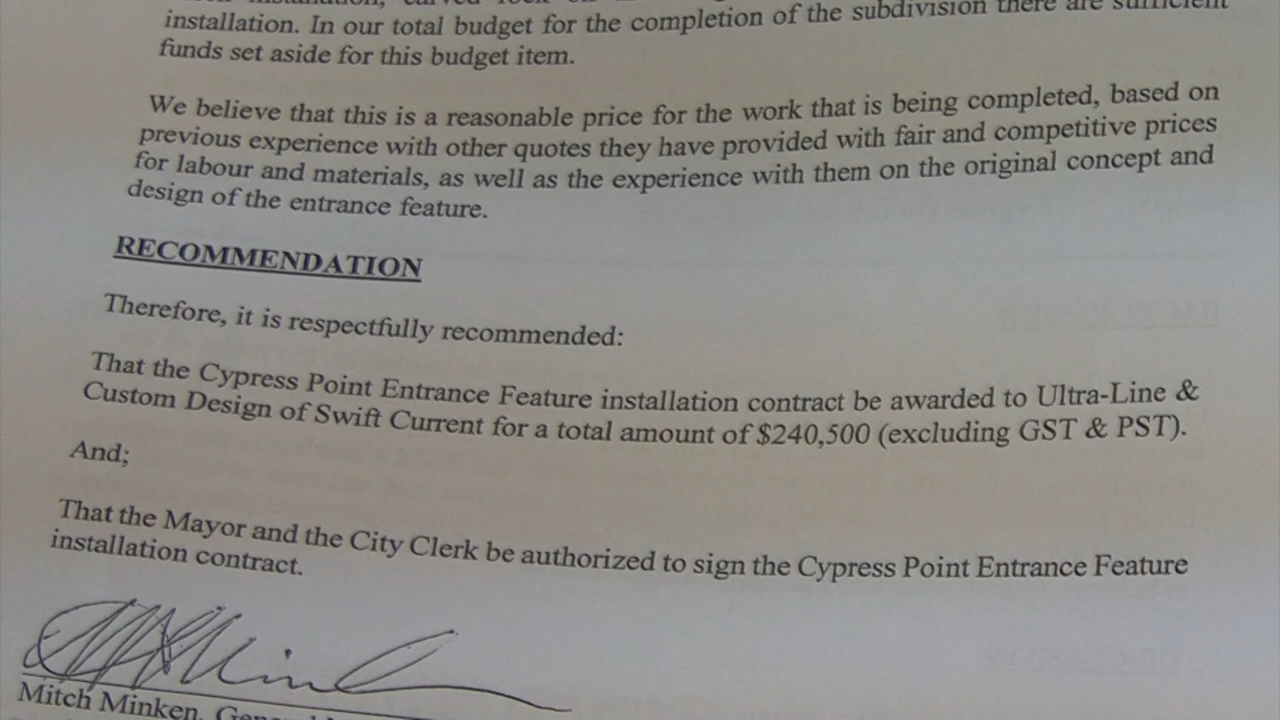 installation. In our total budget for the completion of the subdivision there are sufficient
funds set aside for this budget item.
We believe that this is a reasonable price for the work that is being completed, based on
previous experience with other quotes they have provided with fair and competitive prices
for labour and materials, as well as the experience with them on the original concept and
design of the entrance feature.
RECOMMENDATION
Therefore, it is respectfully recommended:
That the Cypress Point Entrance Feature installation contract be awarded to Ultra-Line &
Custom Design of Swift Current for a total amount of $240,500 (excluding GST & PST).
And;
That the Mayor and the City Clerk be authorized to sign the Cypress Point Entrance Feature
installation contract.
Mitch Minken,